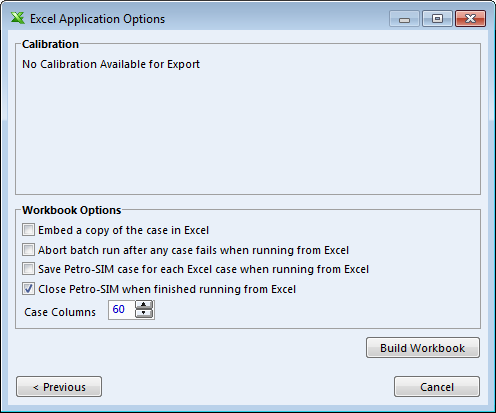 Excel Application Options
Calibration
No Calibration Available for Export
Workbook Options
Embed a copy of the case in Excel
Abort batch run after any case fails when running from Excel
Save Petro-SIM case for each Excel case when running from Excel
Close Petro-SIM when finished running from Excel
Case Columns 60
Build Workbook
< Previous Cancel